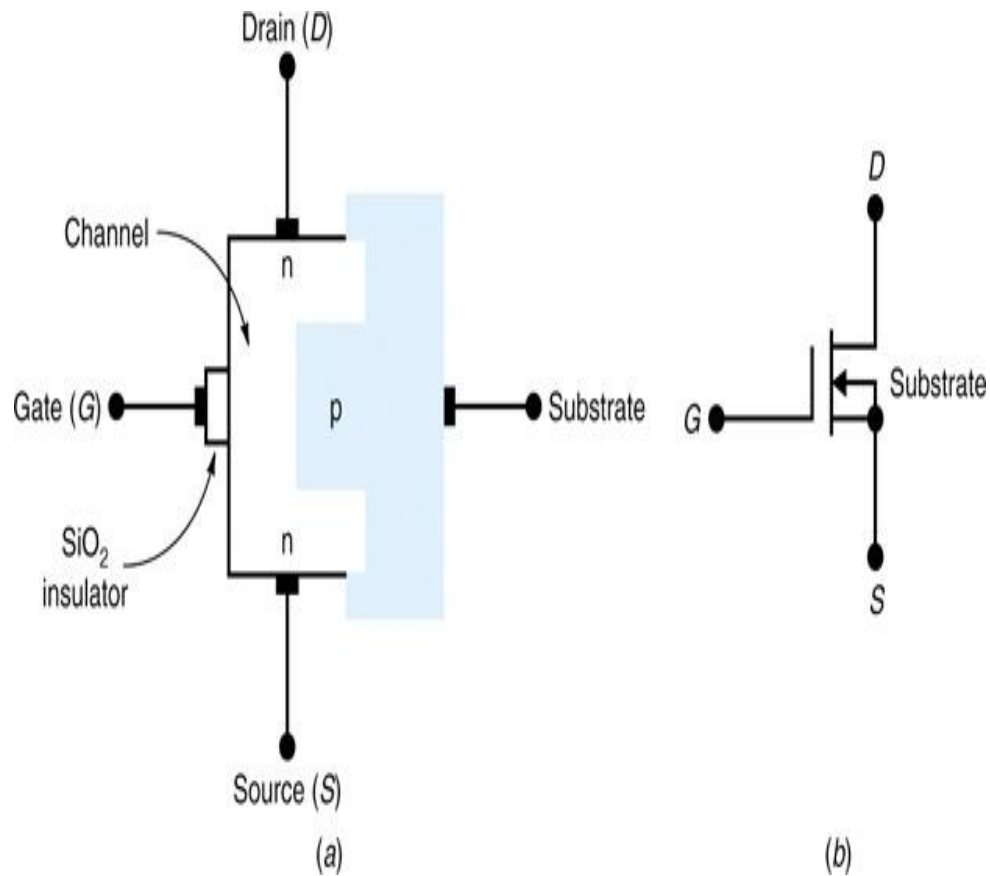 Drain (D)
D
Channel
n
Gate (G)
p
Substrate
G
Substrate
SiO₂
insulator
n
S
Source (S)
(a)
(b)